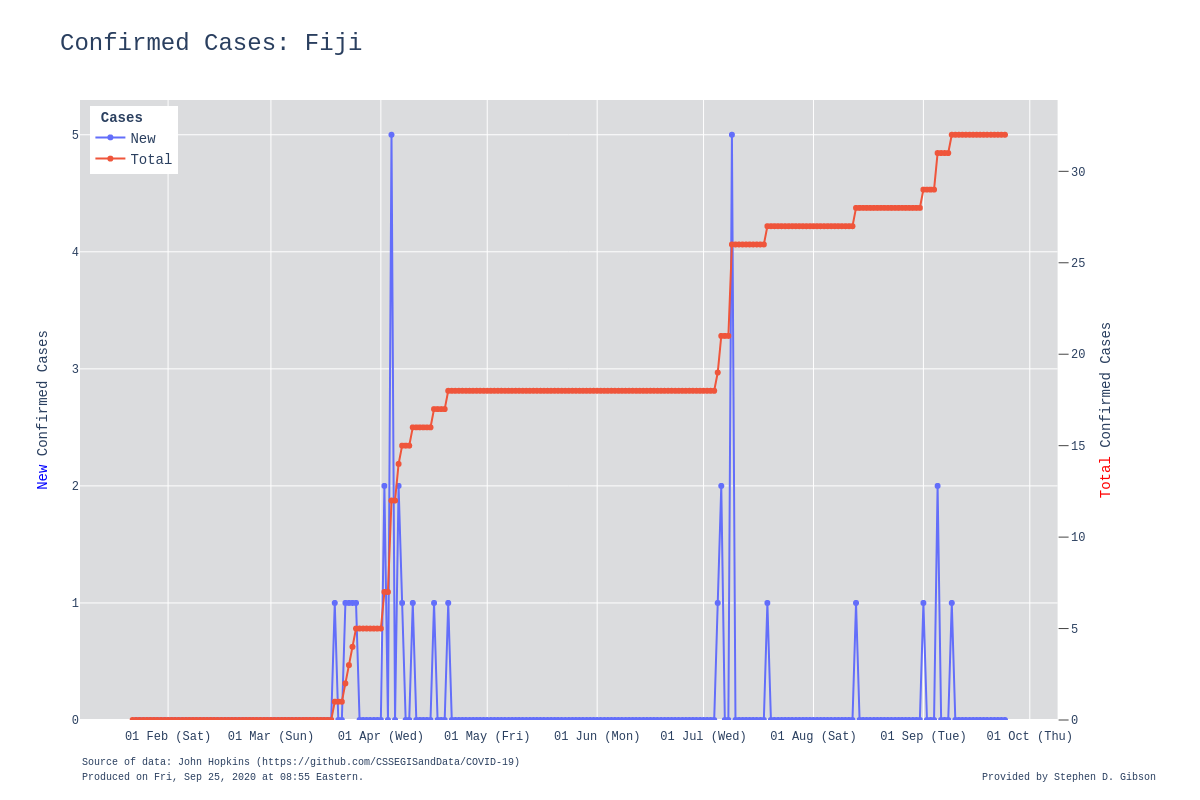 Confirmed Cases: Fiji
Cases
New
Total
5
4
3
2
1
0
30
25
20
15
10
5
0
New Confirmed Cases
Total Confirmed Cases
01 Feb (Sat) 01 Mar (Sun) 01 Apr (Wed) 01 May (Fri) 01 Jun (Mon) 01 Jul (Wed) 01 Aug (Sat) 01 Sep (Tue) 01 Oct (Thu)
Source of data: John Hopkins (https://github.com/CSSEGISandData/COVID-19)
Produced on Fri, Sep 25, 2020 at 08:55 Eastern.
Provided by Stephen D. Gibson